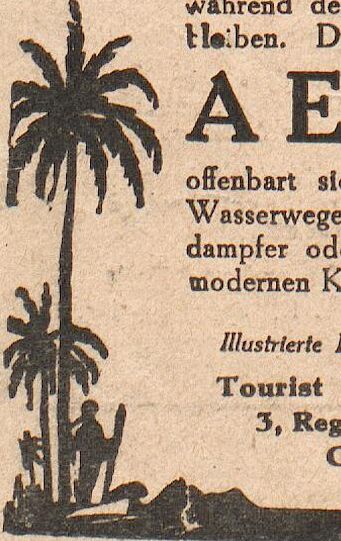 während de
bleiben. D
A E
offenbart si
Wasserwege
dampfer od
modernen K
Illustrierte
Tourist
3, Reg
C